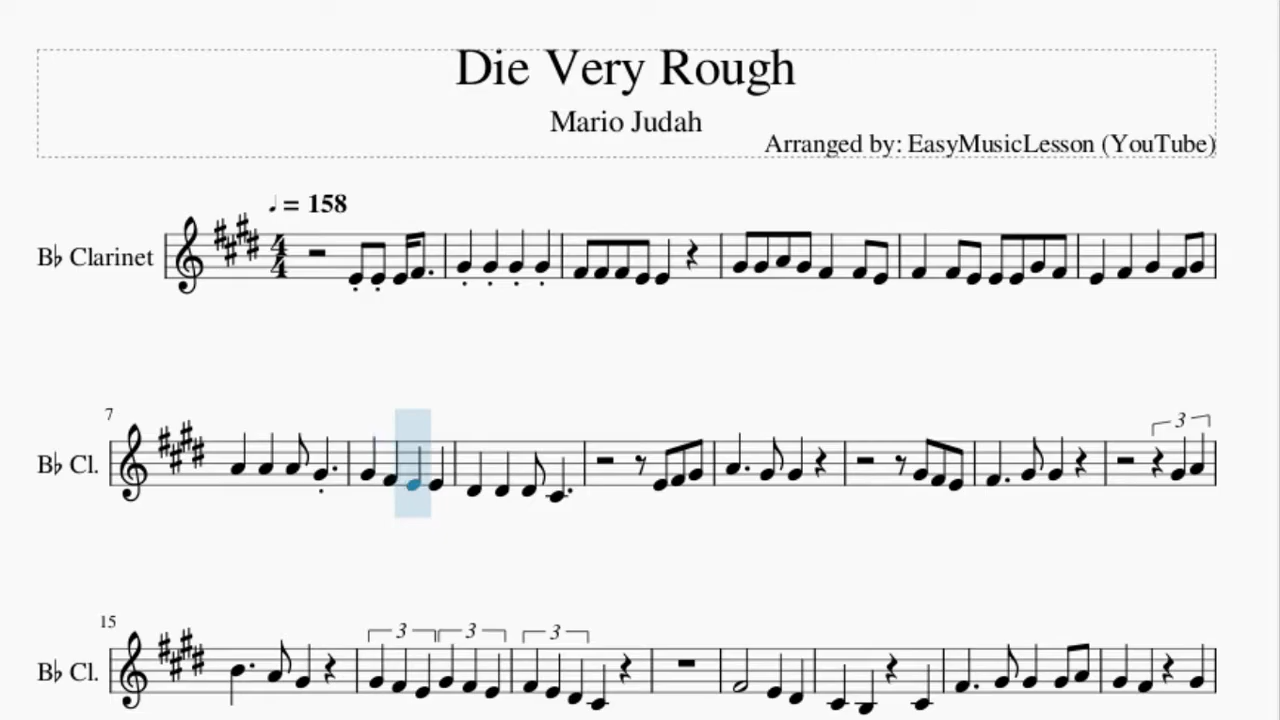 Die Very Rough
Mario Judah
Arranged by: EasyMusicLesson (YouTube)
♩ = 158
B♭ Clarinet
4
4
7
B♭ Cl.
3
15
B♭ Cl.
3 3 3